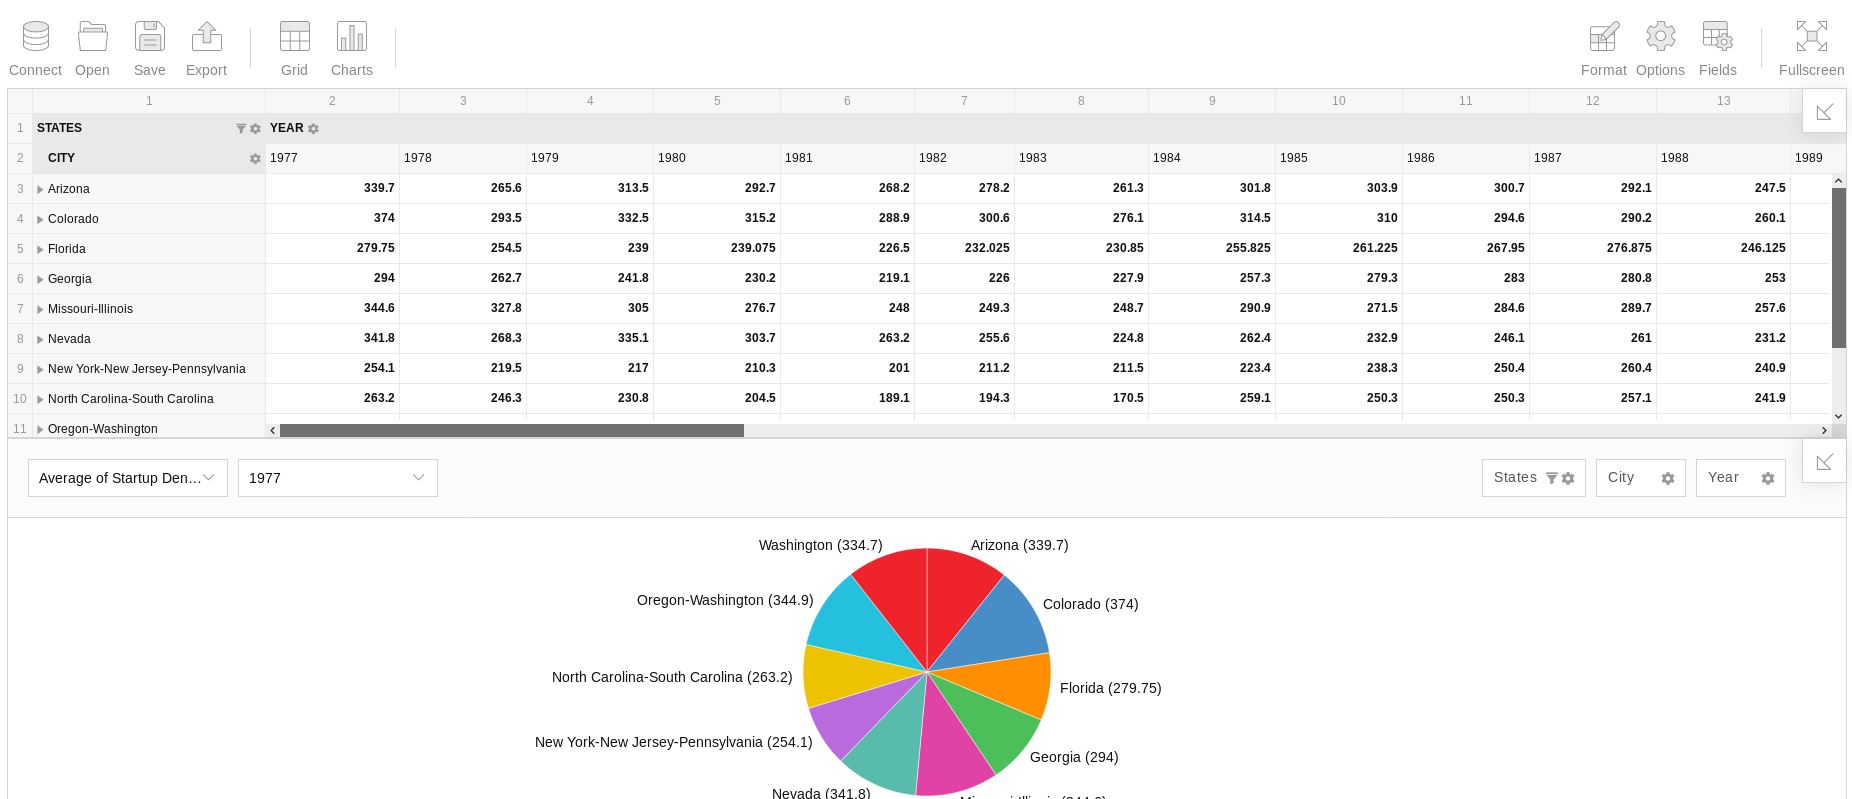 Connect Open Save Export Grid Charts Format Options Fields Fullscreen
1 2 3 4 5 6 7 8 9 10 11 12 13
1 STATES YEAR
2 CITY 1977 1978 1979 1980 1981 1982 1983 1984 1985 1986 1987 1988 1989
3 Arizona 339.7 265.6 313.5 292.7 268.2 278.2 261.3 301.8 303.9 300.7 292.1 247.5
4 Colorado 374 293.5 332.5 315.2 288.9 300.6 276.1 314.5 310 294.6 290.2 260.1
5 Florida 279.75 254.5 239 239.075 226.5 232.025 230.85 255.825 261.225 267.95 276.875 246.125
6 Georgia 294 262.7 241.8 230.2 219.1 226 227.9 257.3 279.3 283 280.8 253
7 Missouri-Illinois 344.6 327.8 305 276.7 248 249.3 248.7 290.9 271.5 284.6 289.7 257.6
8 Nevada 341.8 268.3 335.1 303.7 263.2 255.6 224.8 262.4 232.9 246.1 261 231.2
9 New York-New Jersey-Pennsylvania 254.1 219.5 217 210.3 201 211.2 211.5 223.4 238.3 250.4 260.4 240.9
10 North Carolina-South Carolina 263.2 246.3 230.8 204.5 189.1 194.3 170.5 259.1 250.3 250.3 257.1 241.9
11 Oregon-Washington
Average of Startup Den... 1977 States City Year
Washington (334.7) Arizona (339.7)
Oregon-Washington (344.9) Colorado (374)
North Carolina-South Carolina (263.2) Florida (279.75)
New York-New Jersey-Pennsylvania (254.1) Georgia (294)
Nevada (341.8)